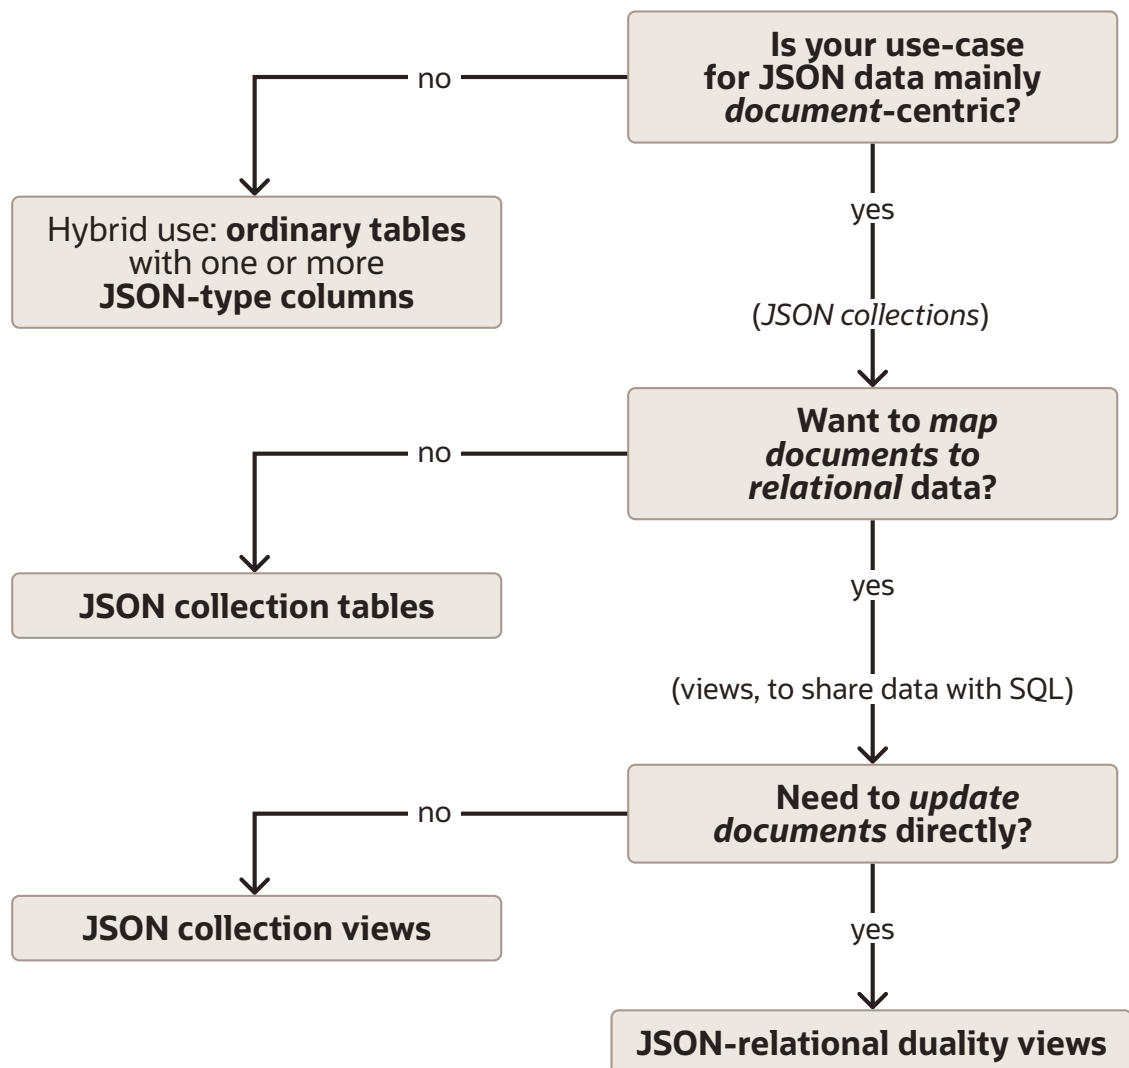 Is your use-case
for JSON data mainly
document-centric?
no
yes
Hybrid use: ordinary tables
with one or more
JSON-type columns
(JSON collections)
Want to map
documents to
relational data?
no
yes
JSON collection tables
(views, to share data with SQL)
Need to update
documents directly?
no
yes
JSON collection views
JSON-relational duality views